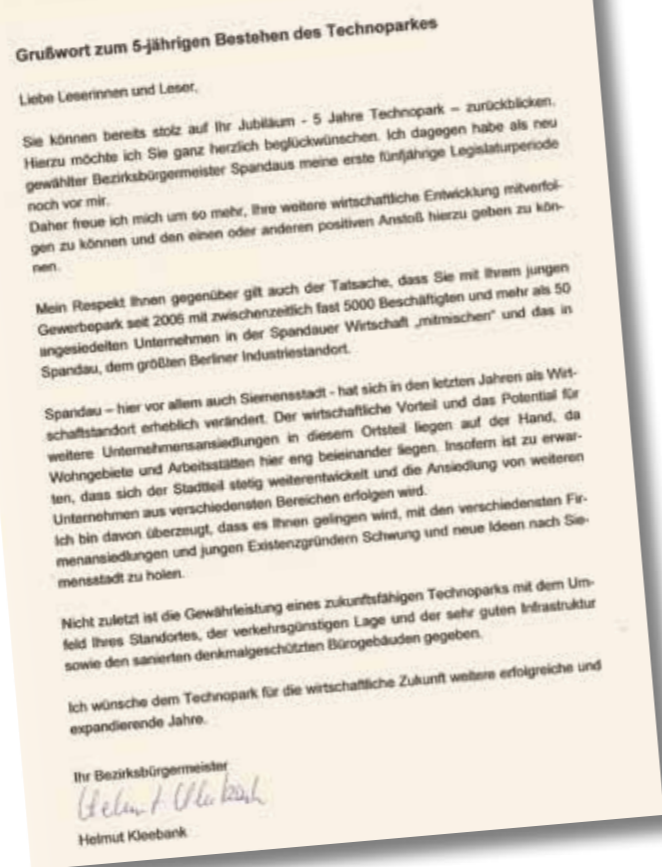 Grußwort zum 5-jährigen Bestehen des Technoparkes
Liebe Leserinnen und Leser,
Sie können bereits stolz auf Ihr Jubiläum - 5 Jahre Technopark – zurückblicken.
Hierzu möchte ich Sie ganz herzlich beglückwünschen. Ich dagegen habe als neu
gewählter Bezirksbürgermeister Spandaus meine erste fünfjährige Legislaturperiode
noch vor mir.
Daher freue ich mich um so mehr, Ihre weitere wirtschaftliche Entwicklung mitverfol-
gen zu können und den einen oder anderen positiven Anstoß hierzu geben zu kön-
nen.
Mein Respekt Ihnen gegenüber gilt auch der Tatsache, dass Sie mit Ihrem jungen
Gewerbepark seit 2006 mit zwischenzeitlich fast 5000 Beschäftigten und mehr als 50
angesiedelten Unternehmen in der Spandauer Wirtschaft „mitmischen“ und das in
Spandau, dem größten Berliner Industriestandort.
Spandau – hier vor allem auch Siemensstadt - hat sich in den letzten Jahren als Wirt-
schaftstandort erheblich verändert. Der wirtschaftliche Vorteil und das Potential für
weitere Unternehmensansiedlungen in diesem Ortsteil liegen auf der Hand, da
Wohngebiete und Arbeitsstätten hier eng beieinander liegen. Insofern ist zu erwar-
ten, dass sich der Stadtteil stetig weiterentwickelt und die Ansiedlung von weiteren
Unternehmen aus verschiedensten Bereichen erfolgen wird.
Ich bin davon überzeugt, dass es Ihnen gelingen wird, mit den verschiedensten Fir-
menansiedlungen und jungen Existenzgründern Schwung und neue Ideen nach Sie-
mensstadt zu holen.
Nicht zuletzt ist die Gewährleistung eines zukunftsfähigen Technoparks mit dem Um-
feld Ihres Standortes, der verkehrsgünstigen Lage und der sehr guten Infrastruktur
sowie den sanierten denkmalgeschützten Bürogebäuden gegeben.
Ich wünsche dem Technopark für die wirtschaftliche Zukunft weitere erfolgreiche und
expandierende Jahre.
Ihr Bezirksbürgermeister
Helmut Kleebank
Helmut Kleebank